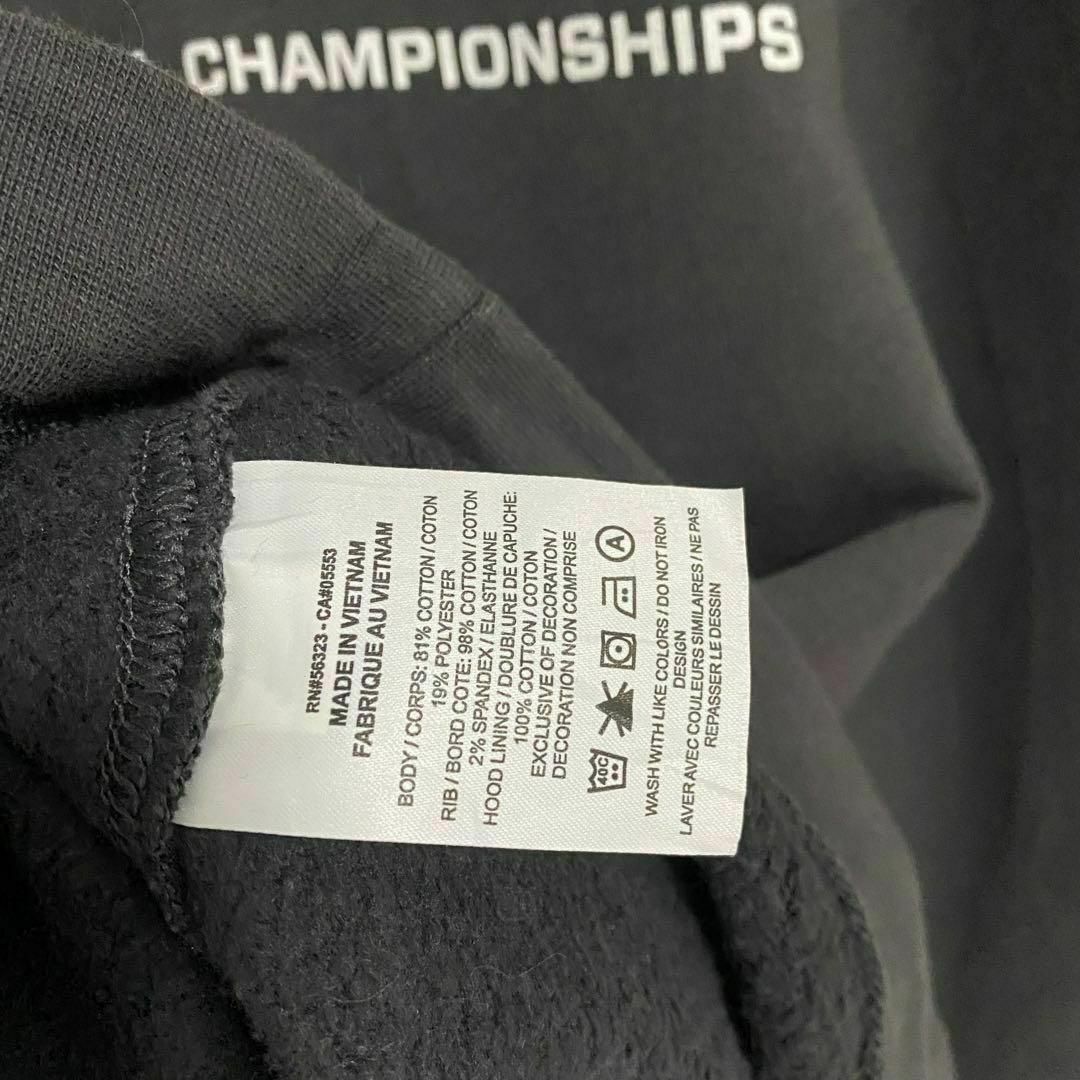 CHAMPIONSHIPS
RN#56323 - CA#05553
MADE IN VIETNAM
FABRIQUE AU VIETNAM
BODY / CORPS: 81% COTTON / COTON
19% POLYESTER
RIB / BORD COTE: 98% COTTON / COTON
2% SPANDEX / ELASTHANNE
HOOD LINING / DOUBLURE DE CAPUCHE:
100% COTTON / COTON
EXCLUSIVE OF DECORATION /
DECORATION NON COMPRISE
40C
A
WASH WITH LIKE COLORS / DO NOT IRON
DESIGN
LAVER AVEC COULEURS SIMILAIRES / NE PAS
REPASSER LE DESSIN